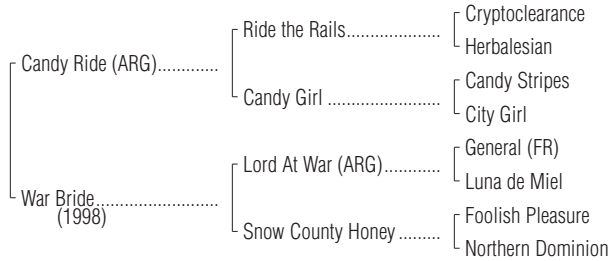 Cryptoclearance
Ride the Rails....................
Herbalesian
Candy Ride (ARG).............
Candy Stripes
Candy Girl ........................
City Girl
General (FR)
Lord At War (ARG)............
Luna de Miel
War Bride..........................
(1998)
Foolish Pleasure
Snow County Honey .........
Northern Dominion